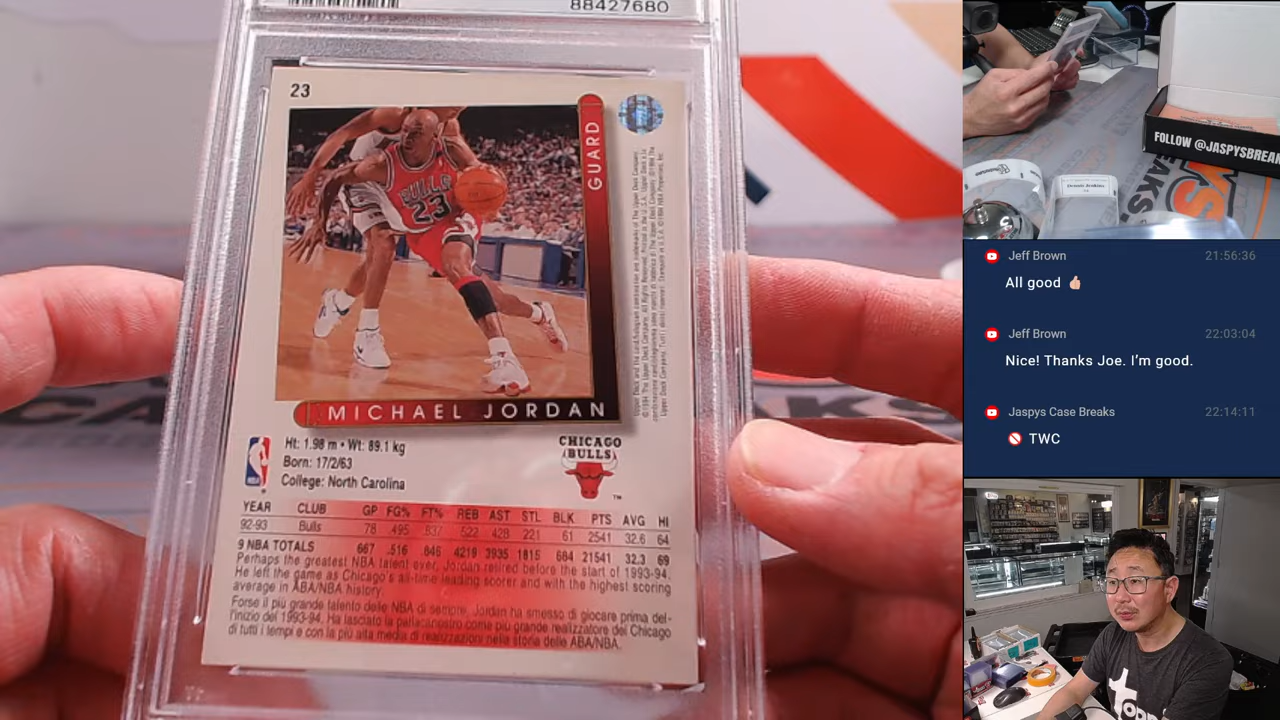 88427680
23
GUARD
BULLS
23
MICHAEL JORDAN
Ht: 1.98 m • Wt: 89.1 kg
Born: 17/2/63
College: North Carolina
NBA
CHICAGO
BULLS
TM
YEAR CLUB GP FG% FT% REB AST STL BLK PTS AVG HI
92-93 Bulls 78 .495 .837 522 428 221 61 2541 32.6 64
9 NBA TOTALS 667 .516 .846 4219 3935 1815 684 21541 32.3 69
Perhaps the greatest NBA talent ever, Jordan retired before the start of 1993-94.
He left the game as Chicago's all-time leading scorer and with the highest scoring
average in ABA/NBA history.
Forse il più grande talento delle NBA di sempre, Jordan ha smesso di giocare prima del-
l'inizio del 1993-94. Ha lasciato la pallacanestro come più grande realizzatore del Chicago
di tutti i tempi e con la più alta media di realizzazioni nella storia delle ABA/NBA.
FOLLOW @JASPYSBREAK
Jeff Brown 21:56:36
All good 👍🏻
Jeff Brown 22:03:04
Nice! Thanks Joe. I'm good.
Jaspys Case Breaks 22:14:11
🚫 TWC